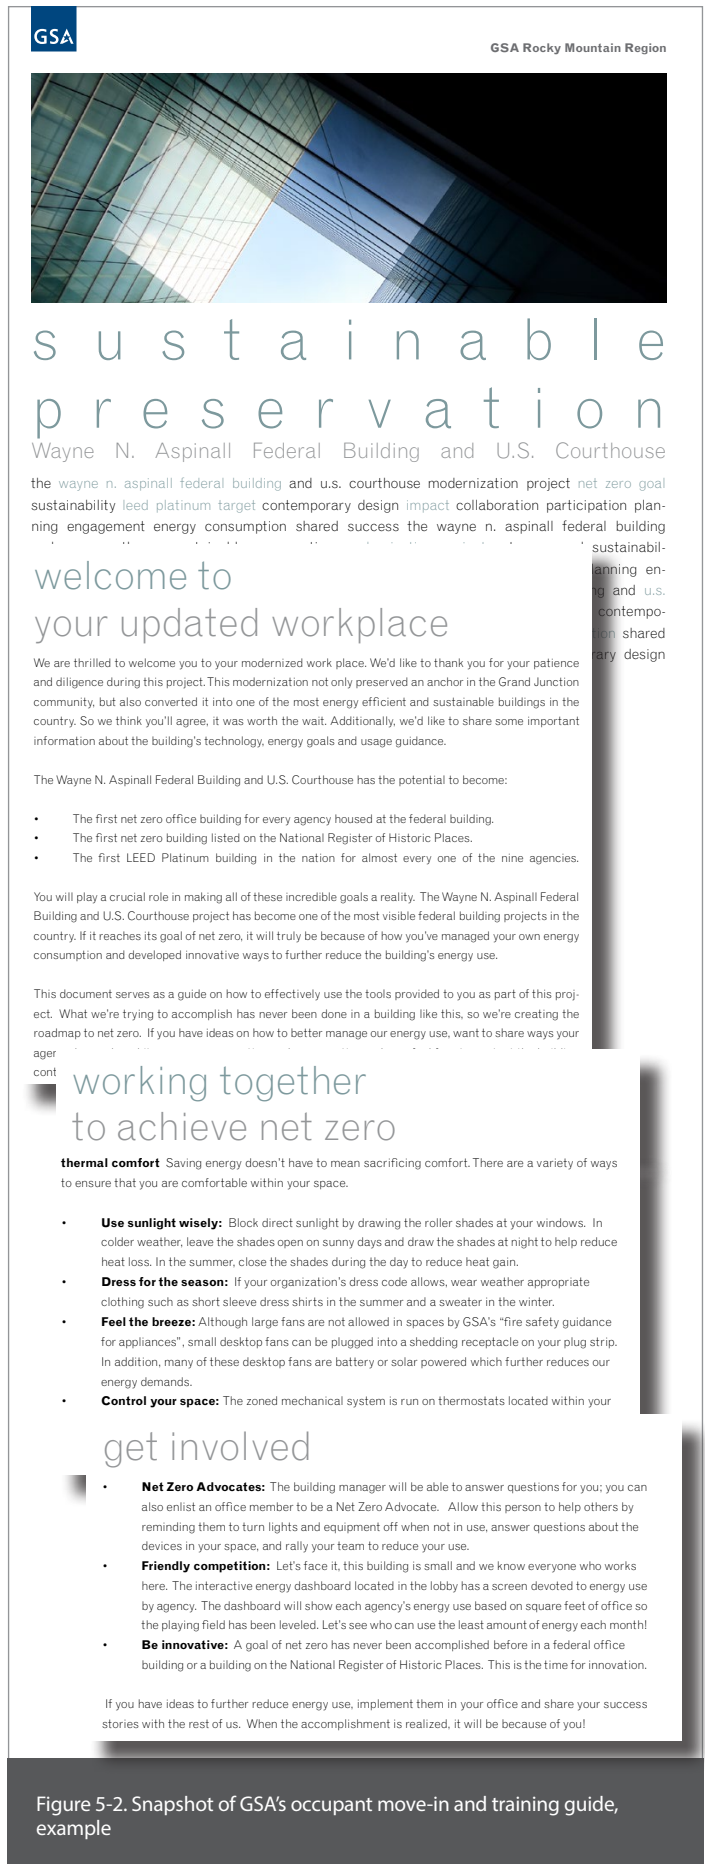 GSA
GSA Rocky Mountain Region
sustainable
preservation
Wayne N. Aspinall Federal Building and U.S. Courthouse
the wayne n. aspinall federal building and u.s. courthouse modernization project net zero goal
sustainability leed platinum target contemporary design impact collaboration participation plan-
ning engagement energy consumption shared success the wayne n. aspinall federal building
sustainabil-
anning en-
ng and u.s.
contempo-
tion shared
rary design
welcome to
your updated workplace
We are thrilled to welcome you to your modernized work place. We'd like to thank you for your patience
and diligence during this project. This modernization not only preserved an anchor in the Grand Junction
community, but also converted it into one of the most energy efficient and sustainable buildings in the
country. So we think you'll agree, it was worth the wait. Additionally, we'd like to share some important
information about the building's technology, energy goals and usage guidance.
The Wayne N. Aspinall Federal Building and U.S. Courthouse has the potential to become:
• The first net zero office building for every agency housed at the federal building.
• The first net zero building listed on the National Register of Historic Places.
• The first LEED Platinum building in the nation for almost every one of the nine agencies.
You will play a crucial role in making all of these incredible goals a reality. The Wayne N. Aspinall Federal
Building and U.S. Courthouse project has become one of the most visible federal building projects in the
country. If it reaches its goal of net zero, it will truly be because of how you've managed your own energy
consumption and developed innovative ways to further reduce the building's energy use.
This document serves as a guide on how to effectively use the tools provided to you as part of this proj-
ect. What we're trying to accomplish has never been done in a building like this, so we're creating the
roadmap to net zero. If you have ideas on how to better manage our energy use, want to share ways your
agen
cont
working together
to achieve net zero
thermal comfort Saving energy doesn't have to mean sacrificing comfort. There are a variety of ways
to ensure that you are comfortable within your space.
• Use sunlight wisely: Block direct sunlight by drawing the roller shades at your windows. In
colder weather, leave the shades open on sunny days and draw the shades at night to help reduce
heat loss. In the summer, close the shades during the day to reduce heat gain.
• Dress for the season: If your organization's dress code allows, wear weather appropriate
clothing such as short sleeve dress shirts in the summer and a sweater in the winter.
• Feel the breeze: Although large fans are not allowed in spaces by GSA's "fire safety guidance
for appliances", small desktop fans can be plugged into a shedding receptacle on your plug strip.
In addition, many of these desktop fans are battery or solar powered which further reduces our
energy demands.
• Control your space: The zoned mechanical system is run on thermostats located within your
get involved
• Net Zero Advocates: The building manager will be able to answer questions for you; you can
also enlist an office member to be a Net Zero Advocate. Allow this person to help others by
reminding them to turn lights and equipment off when not in use, answer questions about the
devices in your space, and rally your team to reduce your use.
• Friendly competition: Let's face it, this building is small and we know everyone who works
here. The interactive energy dashboard located in the lobby has a screen devoted to energy use
by agency. The dashboard will show each agency's energy use based on square feet of office so
the playing field has been leveled. Let's see who can use the least amount of energy each month!
• Be innovative: A goal of net zero has never been accomplished before in a federal office
building or a building on the National Register of Historic Places. This is the time for innovation.
If you have ideas to further reduce energy use, implement them in your office and share your success
stories with the rest of us. When the accomplishment is realized, it will be because of you!
Figure 5-2. Snapshot of GSA's occupant move-in and training guide,
example